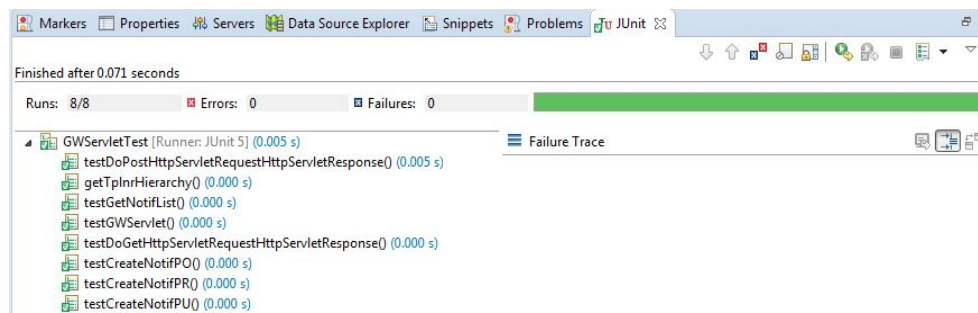 Markers Properties Servers Data Source Explorer Snippets Problems JUnit
Finished after 0.071 seconds
Runs: 8/8 Errors: 0 Failures: 0
GWServletTest [Runner: JUnit 5] (0.005 s)
Failure Trace
testDoPostHttpServletRequestHttpServletResponse() (0.005 s)
getTplnrHierarchy() (0.000 s)
testGetNotifList() (0.000 s)
testGWServlet() (0.000 s)
testDoGetHttpServletRequestHttpServletResponse() (0.000 s)
testCreateNotifPO() (0.000 s)
testCreateNotifPR() (0.000 s)
testCreateNotifPU() (0.000 s)